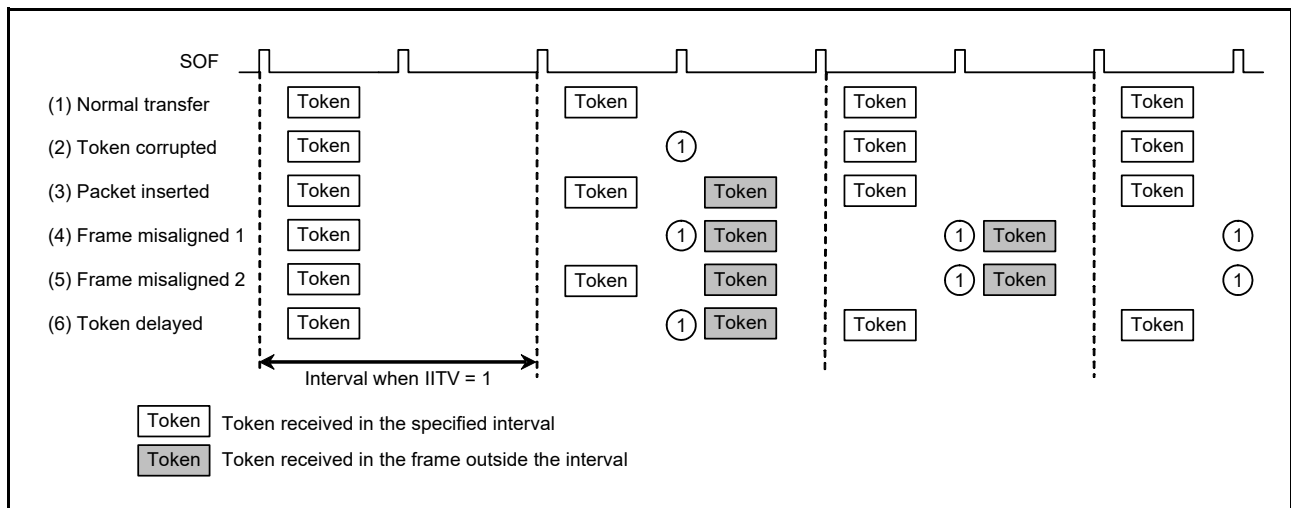 SOF
(1) Normal transfer Token Token Token Token
(2) Token corrupted Token 1 Token Token
(3) Packet inserted Token Token Token Token Token
(4) Frame misaligned 1 Token 1 Token 1 Token 1
(5) Frame misaligned 2 Token Token Token 1 Token 1
(6) Token delayed Token 1 Token Token Token
Interval when IITV = 1
Token Token received in the specified interval
Token Token received in the frame outside the interval